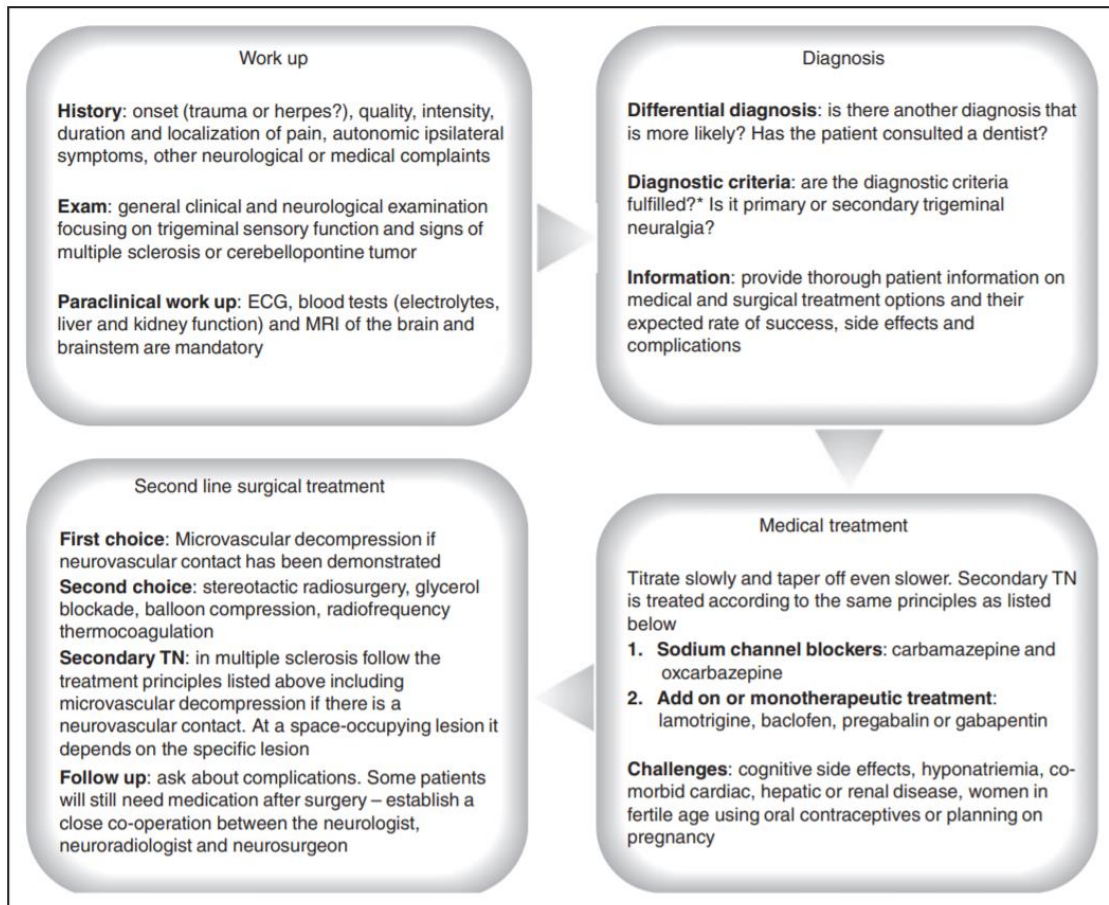 Work up
History: onset (trauma or herpes?), quality, intensity,
duration and localization of pain, autonomic ipsilateral
symptoms, other neurological or medical complaints
Exam: general clinical and neurological examination
focusing on trigeminal sensory function and signs of
multiple sclerosis or cerebellopontine tumor
Paraclinical work up: ECG, blood tests (electrolytes,
liver and kidney function) and MRI of the brain and
brainstem are mandatory
Diagnosis
Differential diagnosis: is there another diagnosis that
is more likely? Has the patient consulted a dentist?
Diagnostic criteria: are the diagnostic criteria
fulfilled?* Is it primary or secondary trigeminal
neuralgia?
Information: provide thorough patient information on
medical and surgical treatment options and their
expected rate of success, side effects and
complications
Medical treatment
Titrate slowly and taper off even slower. Secondary TN
is treated according to the same principles as listed
below
1. Sodium channel blockers: carbamazepine and
oxcarbazepine
2. Add on or monotherapeutic treatment:
lamotrigine, baclofen, pregabalin or gabapentin
Challenges: cognitive side effects, hyponatriemia, co-
morbid cardiac, hepatic or renal disease, women in
fertile age using oral contraceptives or planning on
pregnancy
Second line surgical treatment
First choice: Microvascular decompression if
neurovascular contact has been demonstrated
Second choice: stereotactic radiosurgery, glycerol
blockade, balloon compression, radiofrequency
thermocoagulation
Secondary TN: in multiple sclerosis follow the
treatment principles listed above including
microvascular decompression if there is a
neurovascular contact. At a space-occupying lesion it
depends on the specific lesion
Follow up: ask about complications. Some patients
will still need medication after surgery – establish a
close co-operation between the neurologist,
neuroradiologist and neurosurgeon